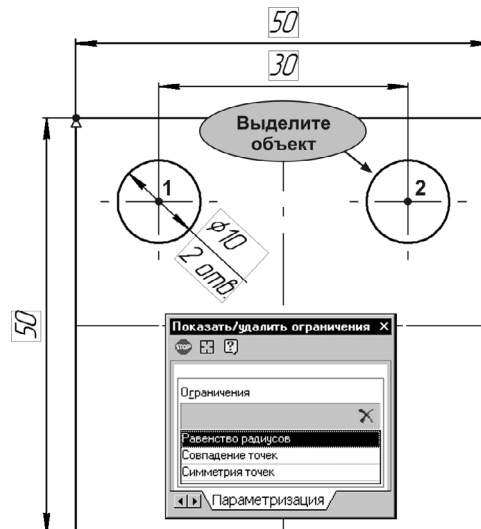 50
30
Выделите
объект
1
2
⌀10
2 отв.
50
Показать/удалить ограничения
STOP
?
Ограничения
Равенство радиусов
Совпадение точек
Симметрия точек
Параметризация